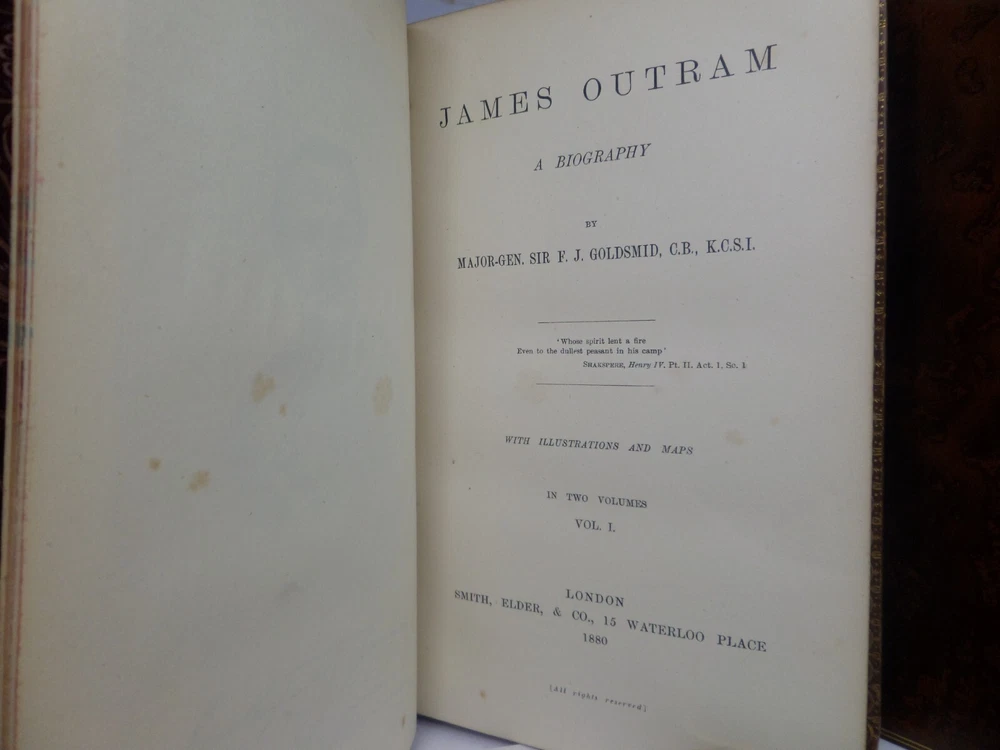 JAMES OUTRAM
A BIOGRAPHY
BY
MAJOR-GEN. SIR F. J. GOLDSMID, C.B., K.C.S.I.
'Whose spirit lent a fire
Even to the dullest peasant in his camp'
SHAKSPERE, Henry IV. Pt. II. Act. 1, Sc. 1
WITH ILLUSTRATIONS AND MAPS
IN TWO VOLUMES
VOL. I.
LONDON
SMITH, ELDER, & CO., 15 WATERLOO PLACE
1880
[All rights reserved]